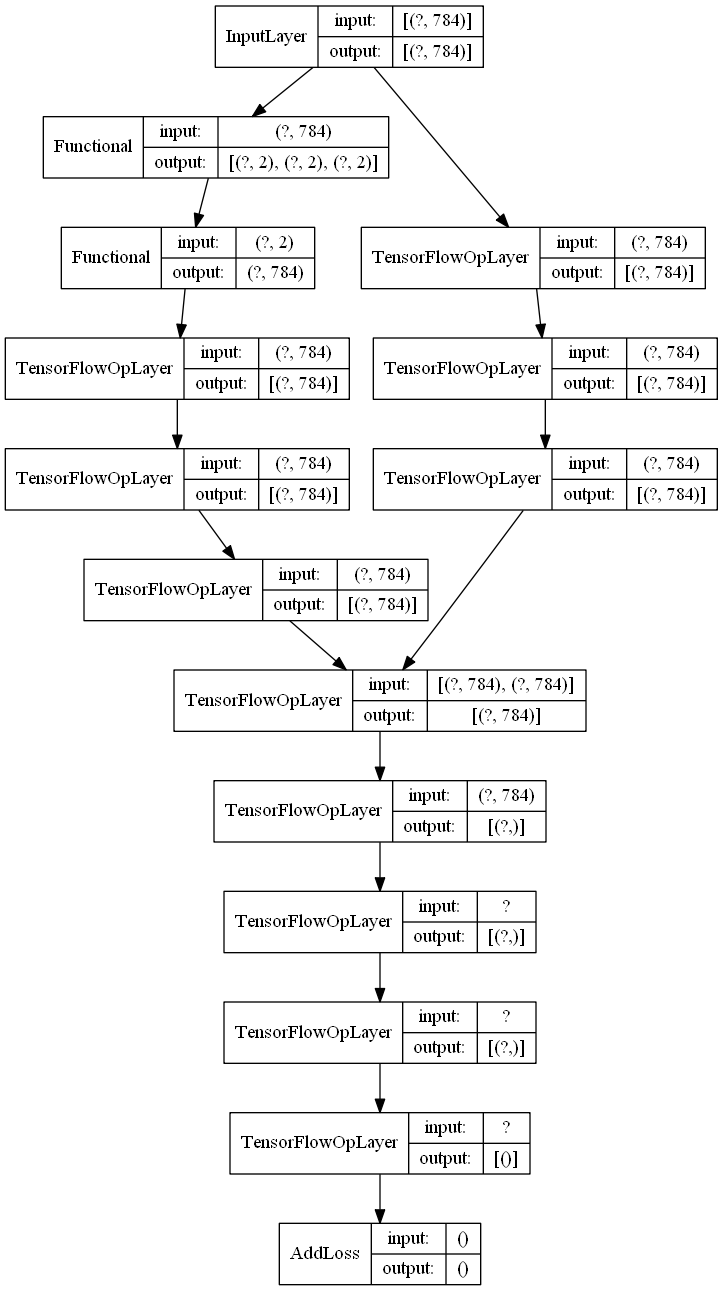 InputLayer input: [(?, 784)]
output: [(?, 784)]
Functional input: (?, 784)
output: [(?, 2), (?, 2), (?, 2)]
Functional input: (?, 2)
output: (?, 784)
TensorFlowOpLayer input: (?, 784)
output: [(?, 784)]
TensorFlowOpLayer input: (?, 784)
output: [(?, 784)]
TensorFlowOpLayer input: (?, 784)
output: [(?, 784)]
TensorFlowOpLayer input: (?, 784)
output: [(?, 784)]
TensorFlowOpLayer input: (?, 784)
output: [(?, 784)]
TensorFlowOpLayer input: (?, 784)
output: [(?, 784)]
TensorFlowOpLayer input: [(?, 784), (?, 784)]
output: [(?, 784)]
TensorFlowOpLayer input: (?, 784)
output: [(?,)]
TensorFlowOpLayer input: ?
output: [(?,)]
TensorFlowOpLayer input: ?
output: [(?,)]
TensorFlowOpLayer input: ?
output: [()]
AddLoss input: ()
output: ()